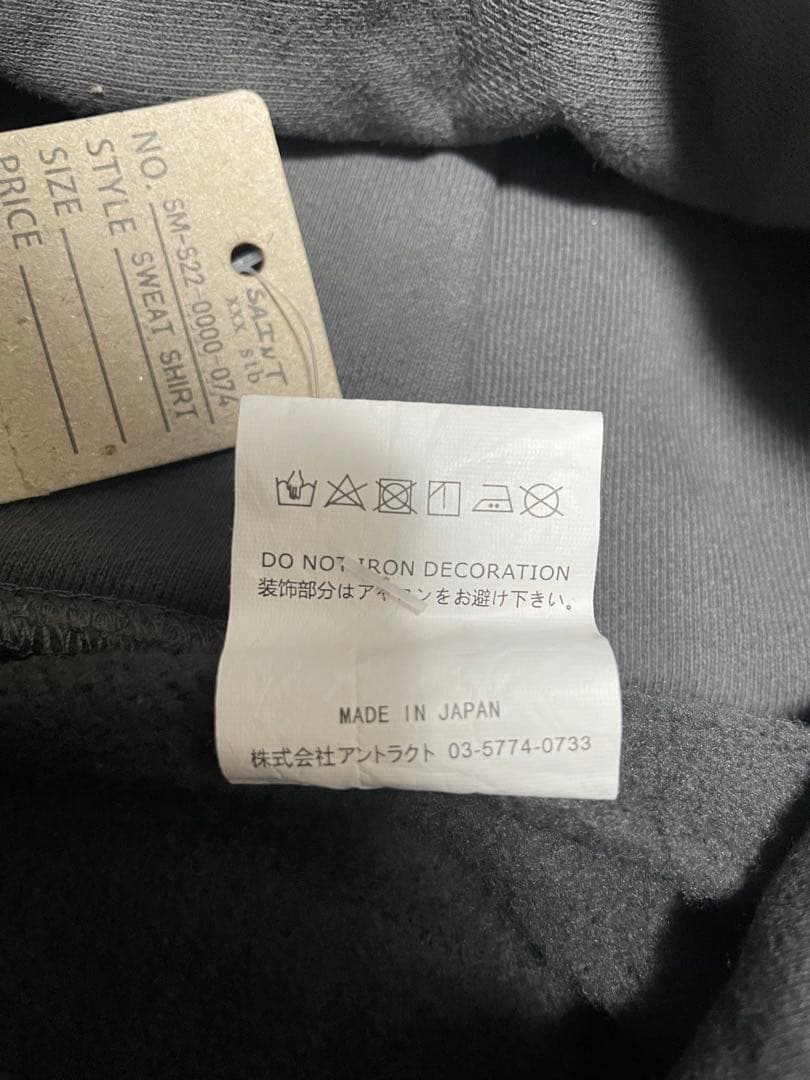 SAINT
xxx stb
NO. SM-S22-0000-074
STYLE SWEAT SHIRT
SIZE
PRICE
DO NOT IRON DECORATION
装飾部分はアイロンをお避け下さい。
MADE IN JAPAN
株式会社アントラクト 03-5774-0733